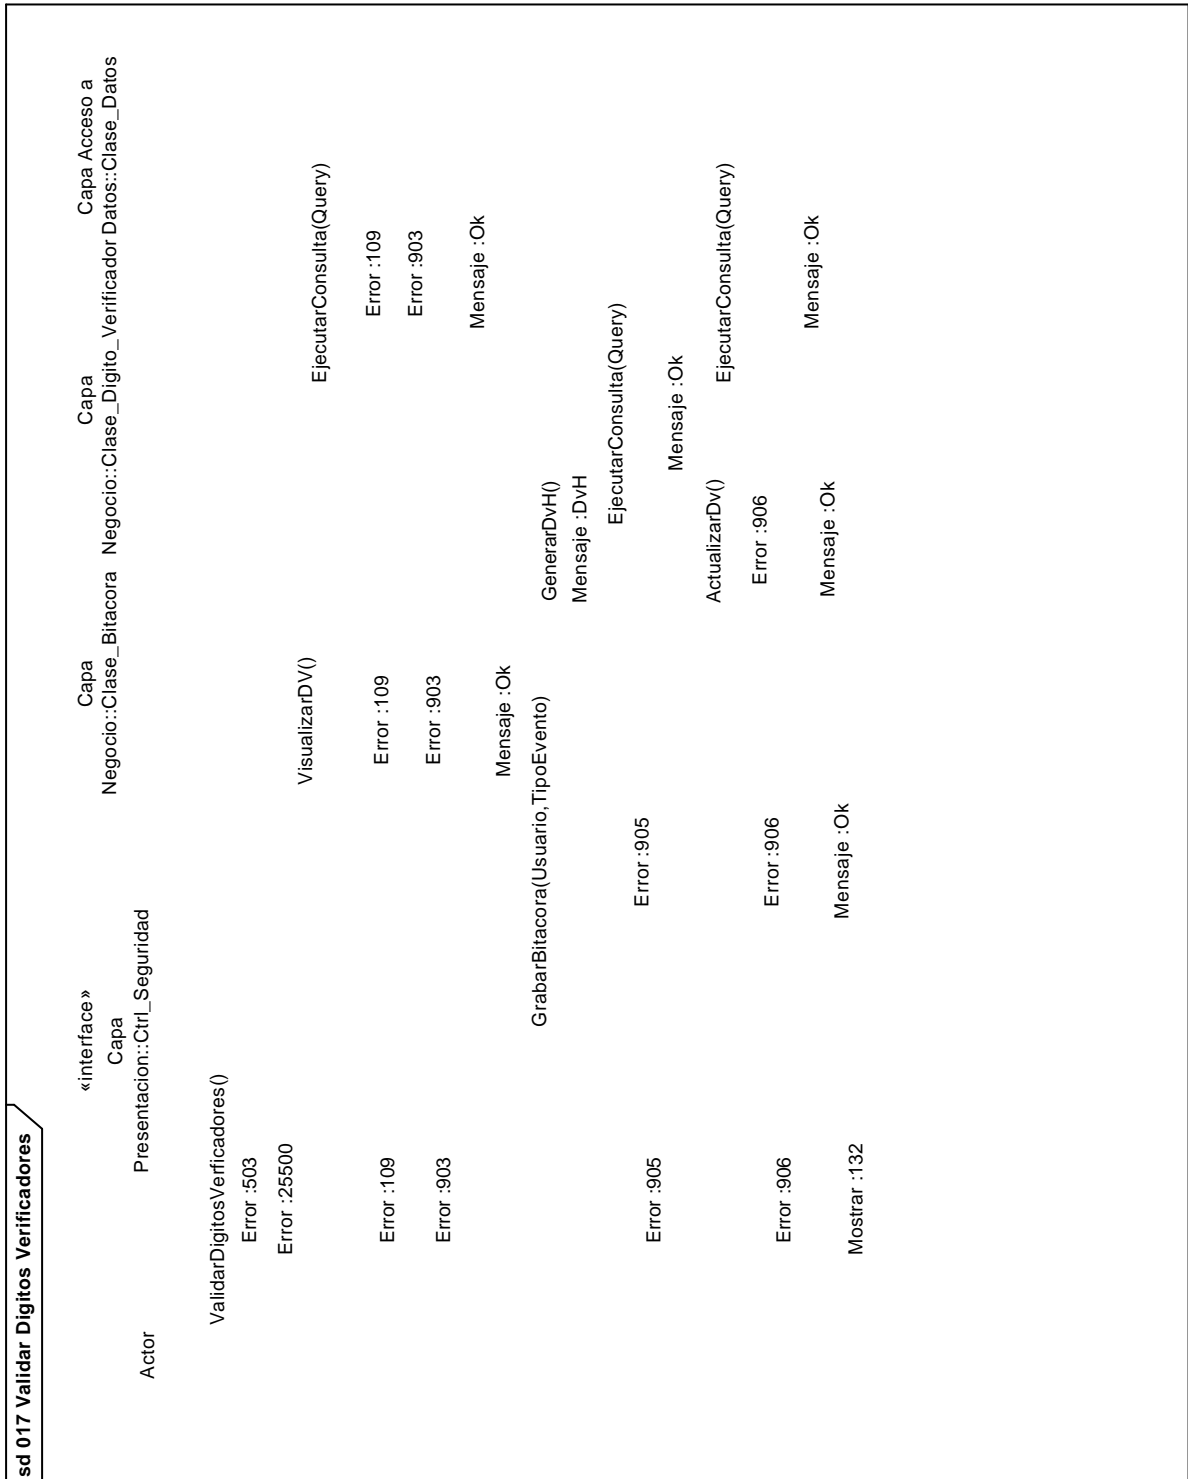 sd 017 Validar Digitos Verificadores
Actor
«interface»
Capa
Presentacion::Ctrl_Seguridad
Capa
Negocio::Clase_Bitacora
Capa
Negocio::Clase_Digito_Verificador
Capa Acceso a
Datos::Clase_Datos
ValidarDigitosVerficadores()
Error :503
Error :25500
VisualizarDV()
EjecutarConsulta(Query)
Error :109
Error :109
Error :109
Error :903
Error :903
Error :903
Mensaje :Ok
Mensaje :Ok
GrabarBitacora(Usuario,TipoEvento)
GenerarDvH()
Mensaje :DvH
EjecutarConsulta(Query)
Error :905
Error :905
Mensaje :Ok
ActualizarDv()
EjecutarConsulta(Query)
Error :906
Error :906
Error :906
Mensaje :Ok
Mensaje :Ok
Mensaje :Ok
Mostrar :132